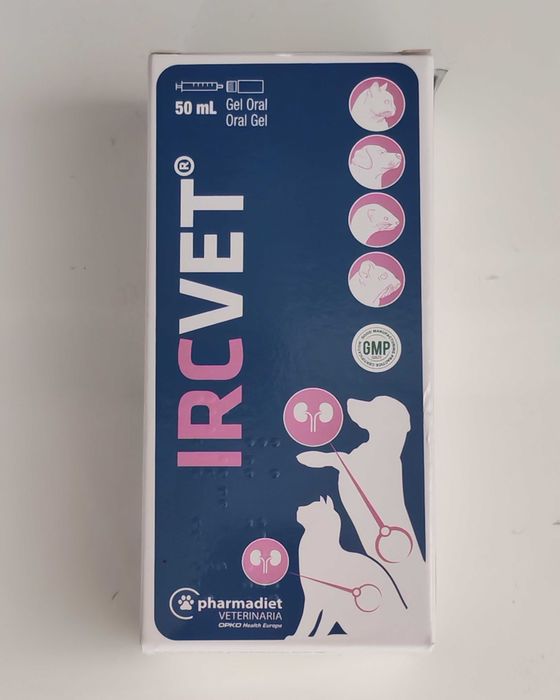 50 mL
Gel Oral
Oral Gel
IRCVET®
GMP
pharmadiet
VETERINARIA
OPKO Health Europe